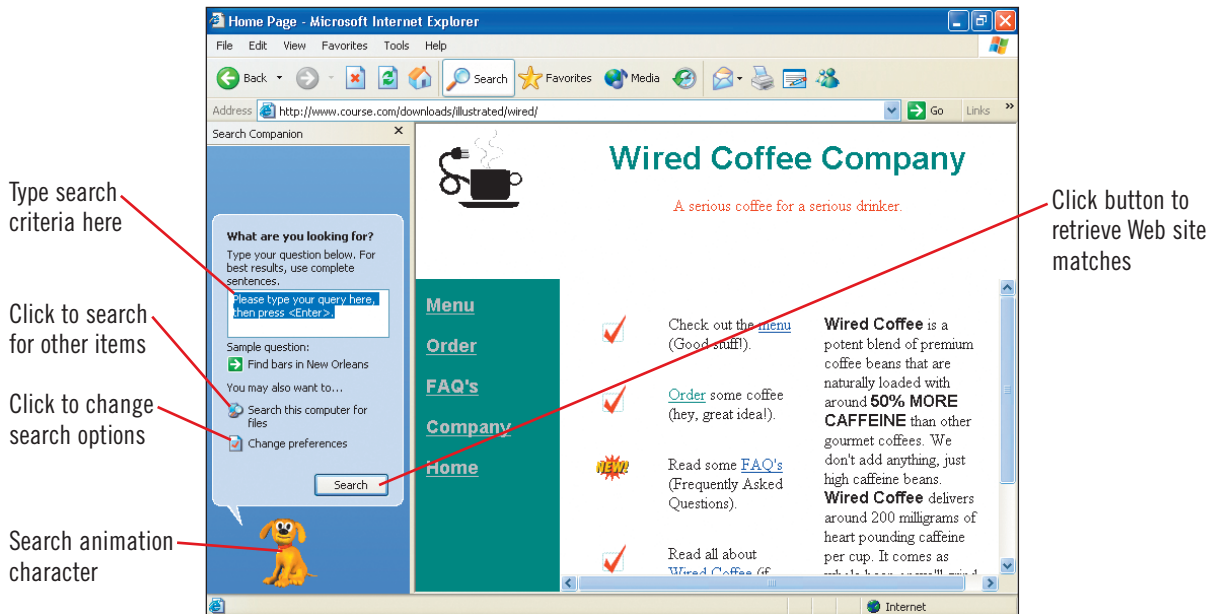 Home Page - Microsoft Internet Explorer
File Edit View Favorites Tools Help
Back Search Favorites Media
Address http://www.course.com/downloads/illustrated/wired/ Go Links »
Search Companion
What are you looking for?
Type your question below. For
best results, use complete
sentences.
Please type your query here,
then press <Enter>.
Sample question:
Find bars in New Orleans
You may also want to...
Search this computer for
files
Change preferences
Search
Wired Coffee Company
A serious coffee for a serious drinker.
Menu
Order
FAQ's
Company
Home
Check out the menu
(Good stuff!).
Order some coffee
(hey, great idea!).
NEW!
Read some FAQ's
(Frequently Asked
Questions).
Read all about
Wired Coffee (if
Wired Coffee is a
potent blend of premium
coffee beans that are
naturally loaded with
around 50% MORE
CAFFEINE than other
gourmet coffees. We
don't add anything, just
high caffeine beans.
Wired Coffee delivers
around 200 milligrams of
heart pounding caffeine
per cup. It comes as
Internet
Type search
criteria here
Click to search
for other items
Click to change
search options
Search animation
character
Click button to
retrieve Web site
matches